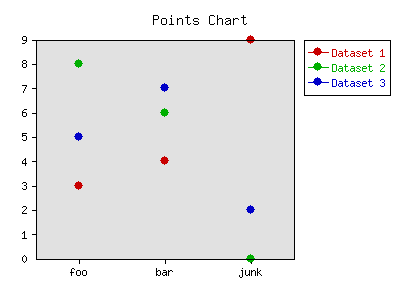 Points Chart
9
8
7
6
5
4
3
2
1
0
foo bar junk
Dataset 1
Dataset 2
Dataset 3